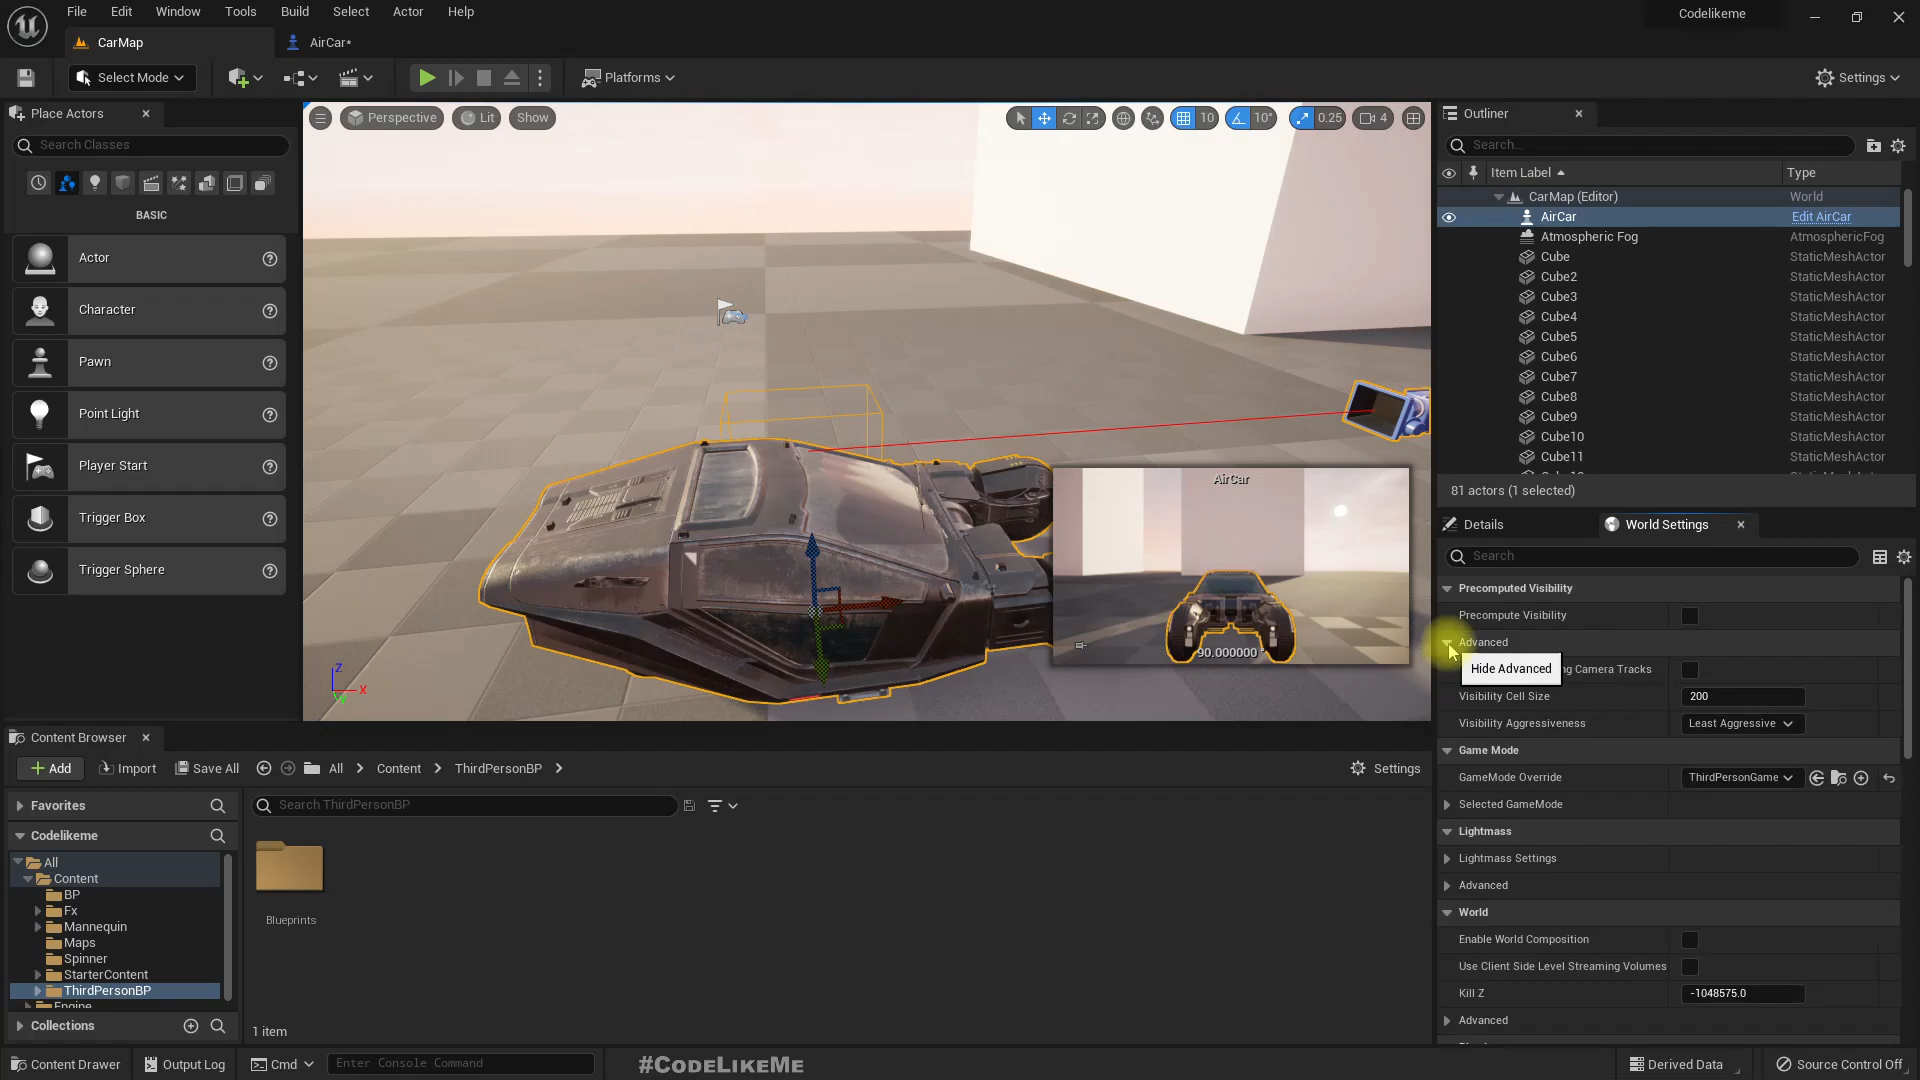 File Edit Window Tools Build Select Actor Help
Codelikeme
CarMap
AirCar*
Select Mode
Platforms
Settings
Place Actors
Search Classes
BASIC
Actor
Character
Pawn
Point Light
Player Start
Trigger Box
Trigger Sphere
Perspective
Lit
Show
10
10°
0.25
4
AirCar
90.000000
Z
X
Outliner
Search...
Item Label
Type
CarMap (Editor) World
AirCar Edit AirCar
Atmospheric Fog AtmosphericFog
Cube StaticMeshActor
Cube2 StaticMeshActor
Cube3 StaticMeshActor
Cube4 StaticMeshActor
Cube5 StaticMeshActor
Cube6 StaticMeshActor
Cube7 StaticMeshActor
Cube8 StaticMeshActor
Cube9 StaticMeshActor
Cube10 StaticMeshActor
Cube11 StaticMeshActor
81 actors (1 selected)
Details
World Settings
Search
Precomputed Visibility
Precompute Visibility
Advanced
Hide Advanced
Camera Tracks
Visibility Cell Size 200
Visibility Aggressiveness Least Aggressive
Game Mode
GameMode Override ThirdPersonGame
Selected GameMode
Lightmass
Lightmass Settings
Advanced
World
Enable World Composition
Use Client Side Level Streaming Volumes
Kill Z -1048575.0
Advanced
Content Browser
Add Import Save All All Content ThirdPersonBP
Settings
Favorites
Search ThirdPersonBP
Codelikeme
All
Content
BP
Fx
Mannequin
Maps
Spinner
StarterContent
ThirdPersonBP
Engine
Blueprints
Collections
1 item
Content Drawer
Output Log
Cmd
Enter Console Command
#CODELIKEME
Derived Data
Source Control Off